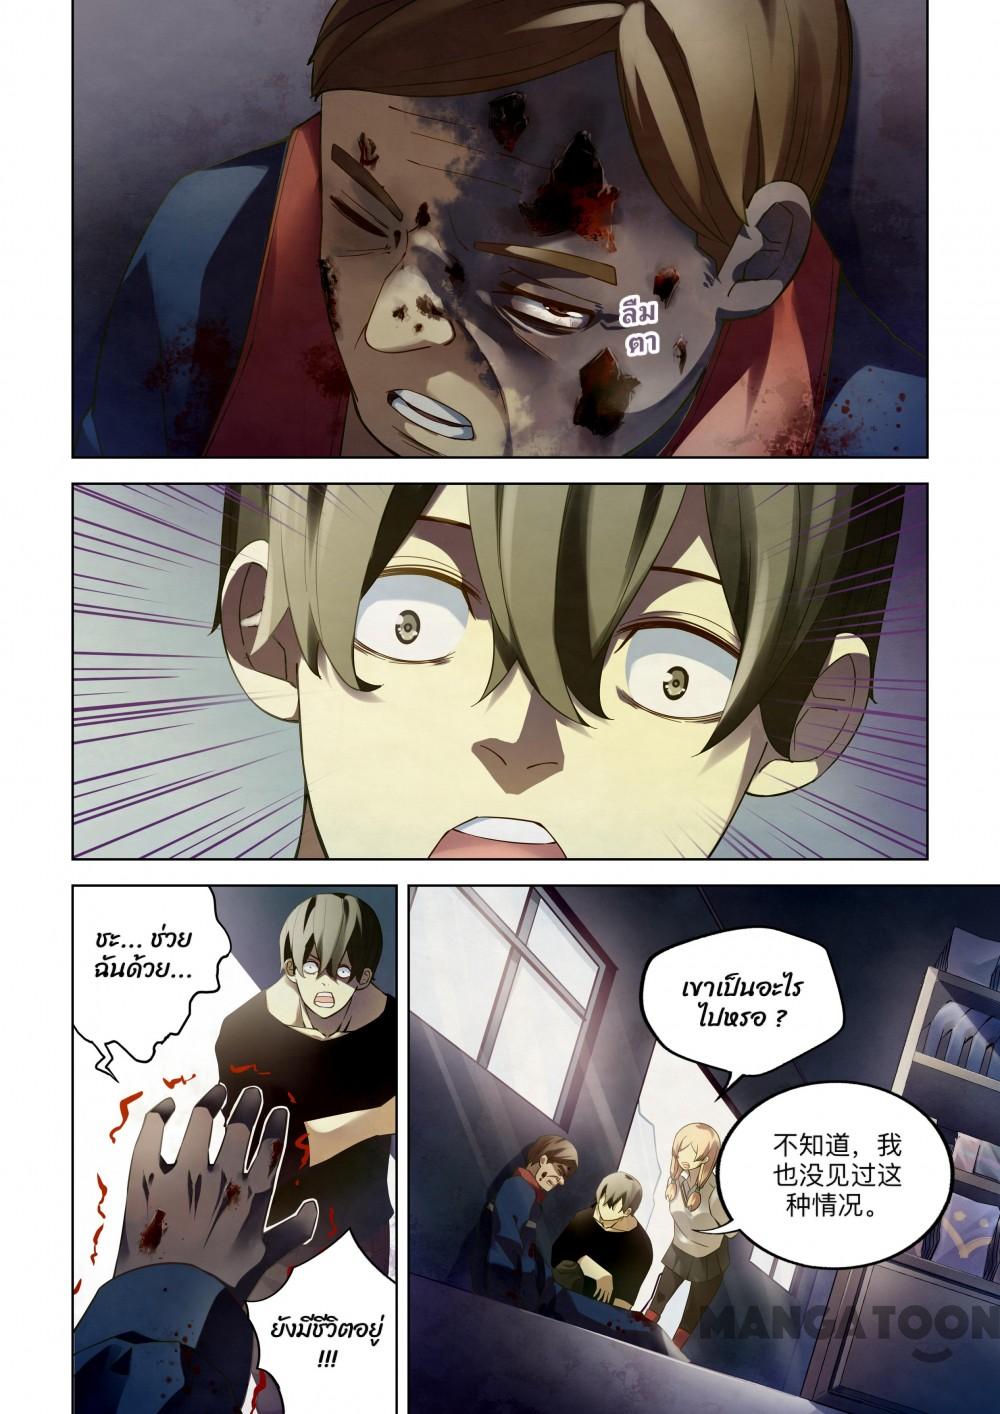 ลืม
ตา
ชะ... ช่วย
ฉันด้วย...
ยังมีชีวิตอยู่
!!!
เขาเป็นอะไร
ไปหรอ ?
不知道，我
也没见过这
种情况。
MANGATOON